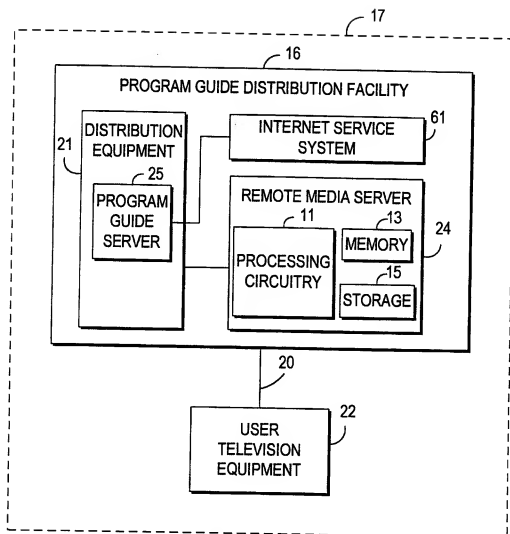 17
16
PROGRAM GUIDE DISTRIBUTION FACILITY
21
DISTRIBUTION
EQUIPMENT
25
PROGRAM
GUIDE
SERVER
INTERNET SERVICE
SYSTEM
61
REMOTE MEDIA SERVER
11
PROCESSING
CIRCUITRY
13
MEMORY
15
STORAGE
24
20
22
USER
TELEVISION
EQUIPMENT